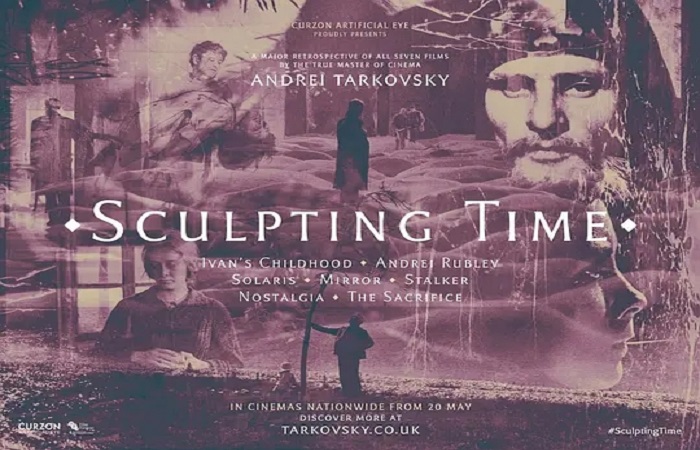 CURZON ARTIFICIAL EYE
PROUDLY PRESENTS
A MAJOR RETROSPECTIVE OF ALL SEVEN FILMS
BY THE TRUE MASTER OF CINEMA
ANDREI TARKOVSKY
SCULPTING TIME
IVAN'S CHILDHOOD • ANDREI RUBLEV
SOLARIS • MIRROR • STALKER
NOSTALGIA • THE SACRIFICE
IN CINEMAS NATIONWIDE FROM 20 MAY
DISCOVER MORE AT
TARKOVSKY.CO.UK
CURZON
#SculptingTime